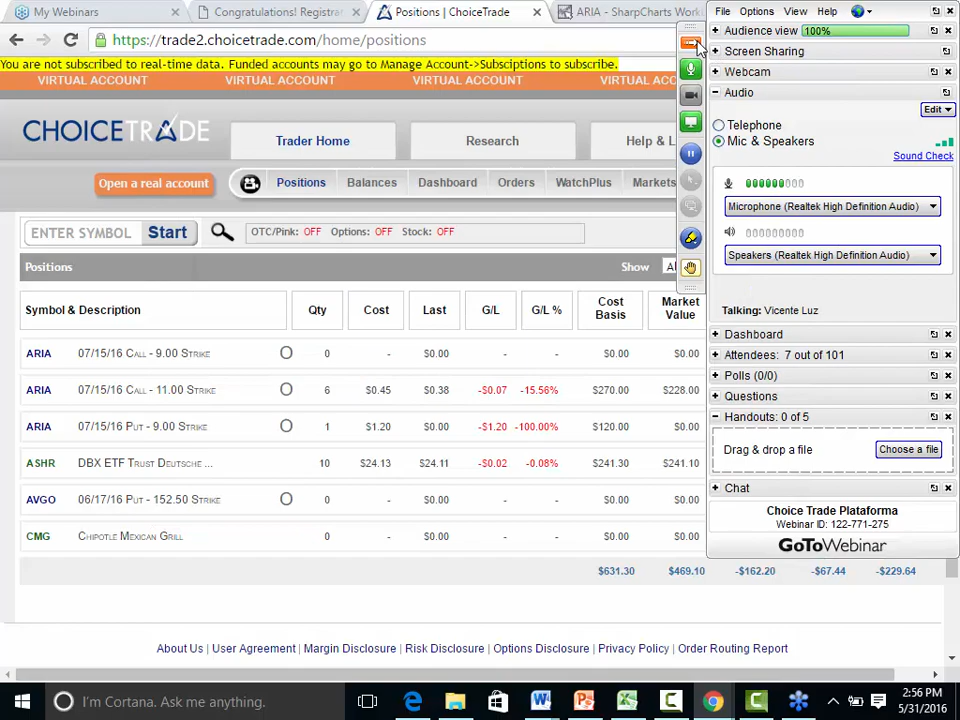 My Webinars
Congratulations! Registra
Positions | ChoiceTrade
ARIA - SharpCharts Work
File Options View Help
https://trade2.choicetrade.com/home/positions
Audience view 100%
You are not subscribed to real-time data. Funded accounts may go to Manage Account->Subsciptions to subscribe.
Screen Sharing
VIRTUAL ACCOUNT VIRTUAL ACCOUNT VIRTUAL ACCOUNT VIRTUAL A
Webcam
Audio
Edit
CHOICETRADE
Trader Home
Research
Help & L
Telephone
Mic & Speakers
Sound Check
Open a real account
Positions Balances Dashboard Orders WatchPlus Markets
Microphone (Realtek High Definition Audio)
ENTER SYMBOL Start
OTC/Pink: OFF Options: OFF Stock: OFF
Speakers (Realtek High Definition Audio)
Positions
Show Al
Symbol & Description Qty Cost Last G/L G/L % Cost Basis Market Value
Talking: Vicente Luz
Dashboard
ARIA 07/15/16 Call - 9.00 Strike O 0 - $0.00 - - $0.00 $0.00
Attendees: 7 out of 101
Polls (0/0)
ARIA 07/15/16 Call - 11.00 Strike O 6 $0.45 $0.38 -$0.07 -15.56% $270.00 $228.00
Questions
Handouts: 0 of 5
ARIA 07/15/16 Put - 9.00 Strike O 1 $1.20 $0.00 -$1.20 -100.00% $120.00 $0.00
Drag & drop a file
Choose a file
ASHR DBX ETF Trust Deutsche ... 10 $24.13 $24.11 -$0.02 -0.08% $241.30 $241.10
Chat
AVGO 06/17/16 Put - 152.50 Strike O 0 - $0.00 - - $0.00 $0.00
Choice Trade Plataforma
Webinar ID: 122-771-275
CMG Chipotle Mexican Grill 0 - $0.00 - - $0.00 $0.00
GoToWebinar
$631.30 $469.10 -$162.20 -$67.44 -$229.64
About Us | User Agreement | Margin Disclosure | Risk Disclosure | Options Disclosure | Privacy Policy | Order Routing Report
I'm Cortana. Ask me anything.
2:56 PM
5/31/2016